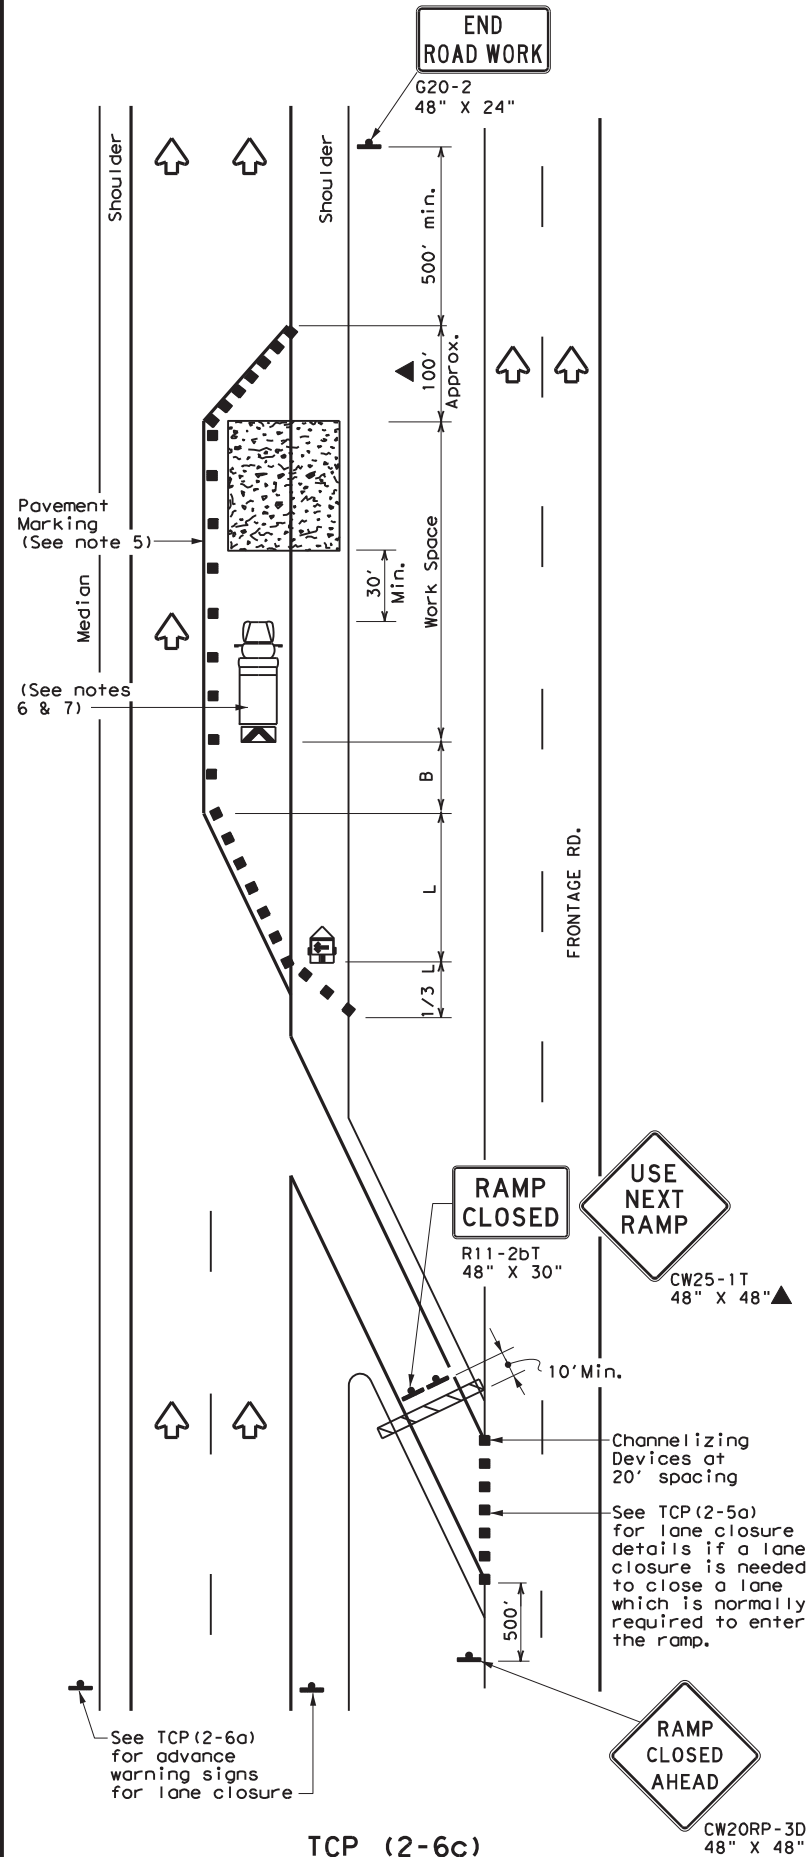 END
ROAD WORK
G20-2
48" X 24"
Shoulder
Shoulder
500' min.
100'
Approx.
Pavement
Marking
(See note 5)
Work Space
30'
Min.
Median
(See notes
6 & 7)
B
L
FRONTAGE RD.
1/3 L
RAMP
CLOSED
R11-2bT
48" X 30"
USE
NEXT
RAMP
CW25-1T
48" X 48"
10'Min.
Channelizing
Devices at
20' spacing
See TCP(2-5a)
for lane closure
details if a lane
closure is needed
to close a lane
which is normally
required to enter
the ramp.
500'
See TCP(2-6a)
for advance
warning signs
for lane closure
RAMP
CLOSED
AHEAD
CW20RP-3D
48" X 48"
TCP (2-6c)